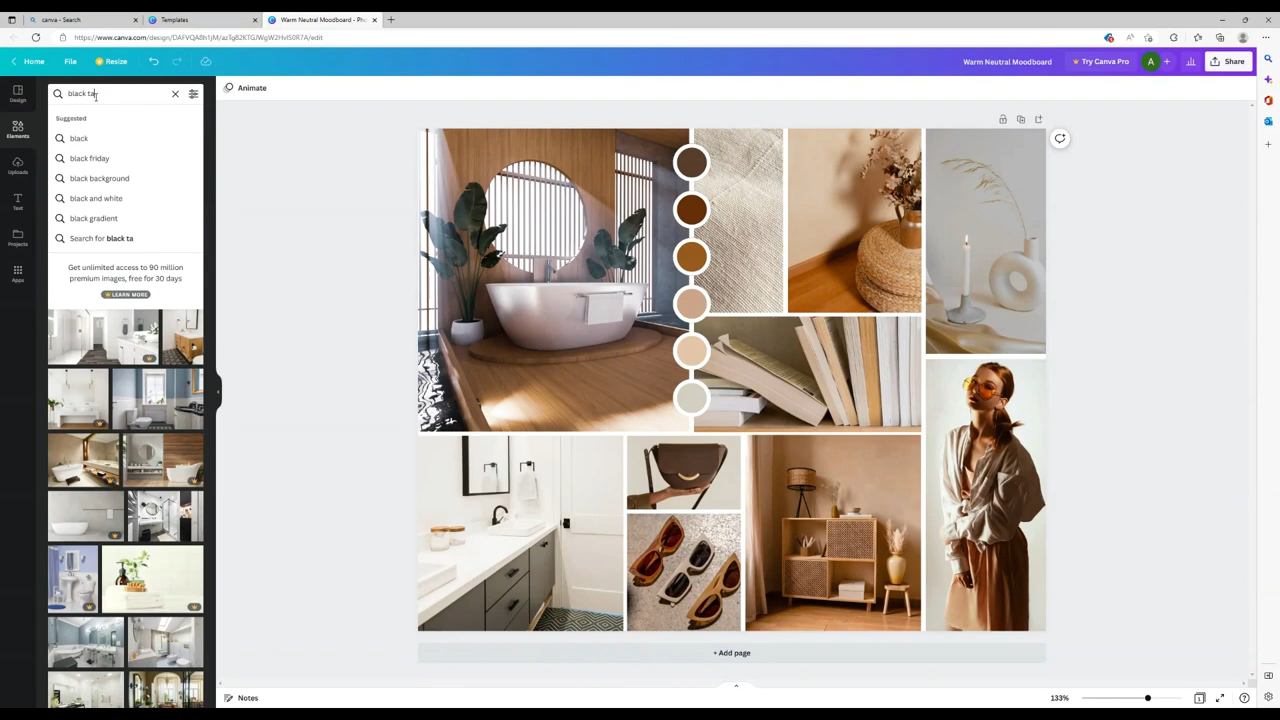 canva - Search
Templates
Warm Neutral Moodboard - Pho
https://www.canva.com/design/DAFVQA8h1jM/azTg82KTGJWgW2HvIS0R7A/edit
Home
File
Resize
Warm Neutral Moodboard
Try Canva Pro
A
Share
Design
Elements
Uploads
Text
Projects
Apps
black ta
Animate
Suggested
black
black friday
black background
black and white
black gradient
Search for black ta
Get unlimited access to 90 million
premium images, free for 30 days
LEARN MORE
+ Add page
Notes
133%
1